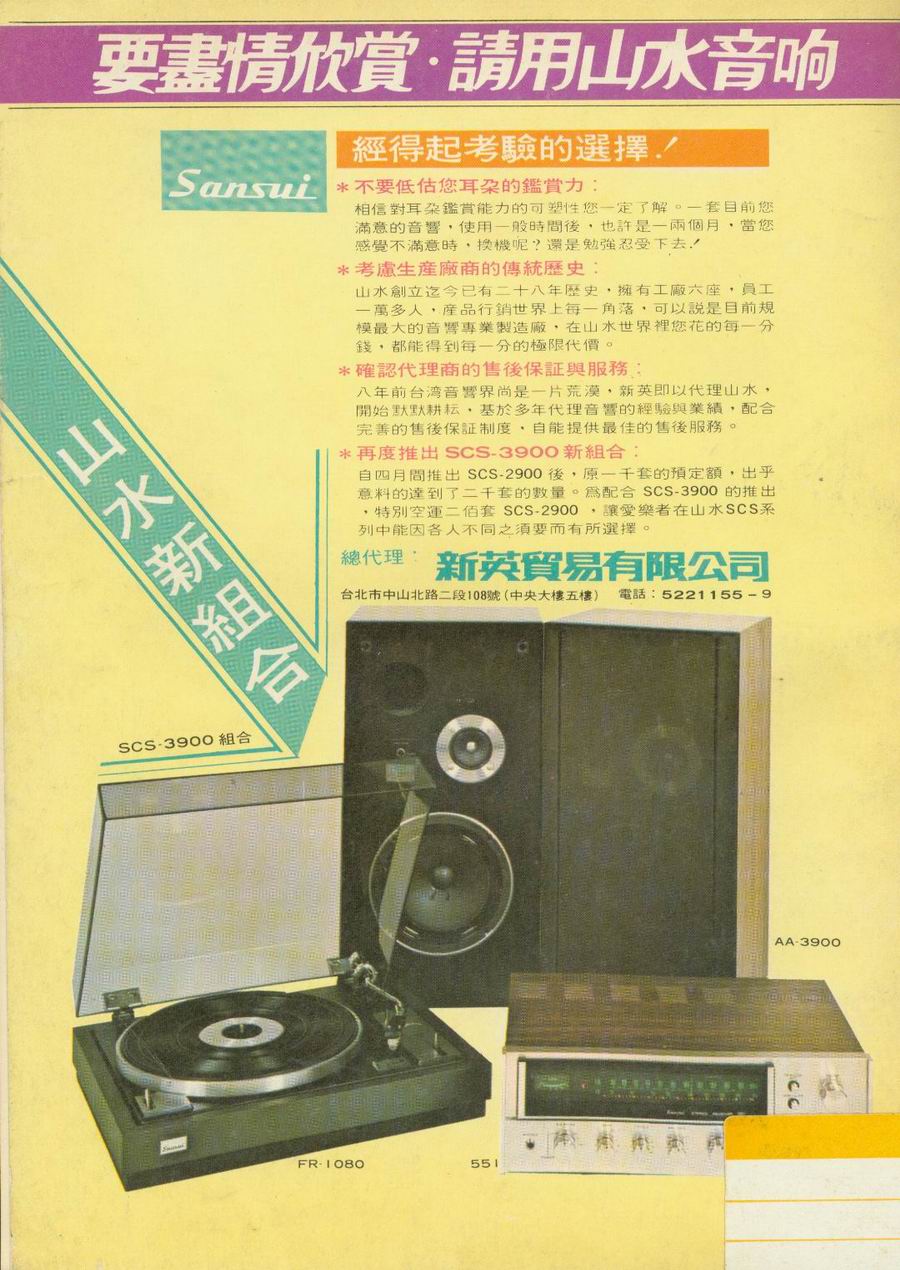 要盡情欣賞·請用山水音响
Sansui
經得起考驗的選擇!
＊不要低估您耳朶的鑑賞力：
相信對耳朶鑑賞能力的可塑性您一定了解。一套目前您
滿意的音響，使用一般時間後，也許是一兩個月，當您
感覺不滿意時，換機呢？還是勉強忍受下去!
＊考慮生産廠商的傳統歷史：
山水創立迄今已有二十八年歷史，擁有工廠六座，員工
一萬多人，産品行銷世界上每一角落，可以説是目前規
模最大的音響專業製造廠，在山水世界裡您花的每一分
錢，都能得到每一分的極限代價。
＊確認代理商的售後保証與服務：
八年前台湾音響界尚是一片荒漠，新英即以代理山水，
開始默默耕耘，基於多年代理音響的經驗與業績，配合
完善的售後保証制度，自能提供最佳的售後服務。
＊再度推出SCS-3900新組合：
自四月間推出 SCS-2900 後，原一千套的預定額，出乎
意料的達到了二千套的數量。爲配合 SCS-3900 的推出
，特別空運二佰套 SCS-2900 ，讓愛樂者在山水SCS系
列中能因各人不同之須要而有所選擇。
總代理：新英貿易有限公司
台北市中山北路二段108號(中央大樓五樓) 電話：5221155-9
山水新組合
SCS-3900組合
AA-3900
Sansui
FR-1080
551